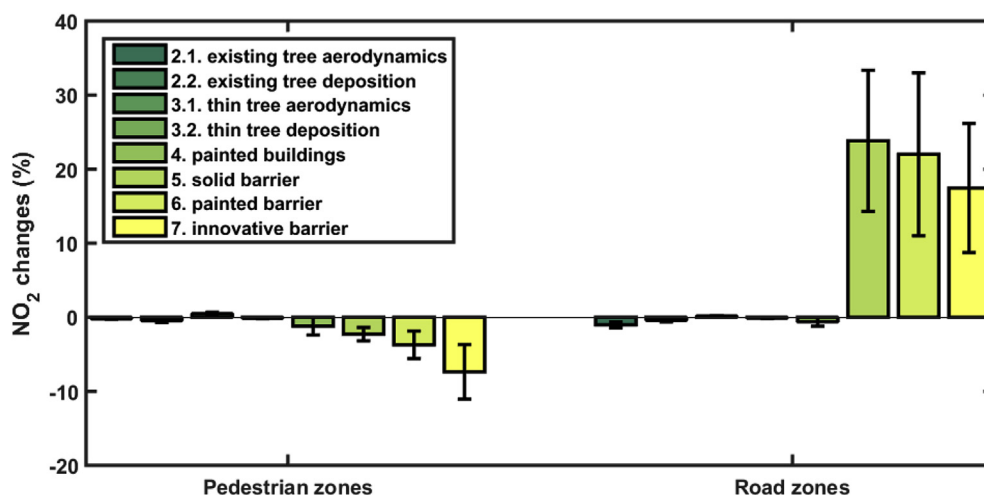 40
30
20
10
0
-10
-20
NO2 changes (%)
2.1. existing tree aerodynamics
2.2. existing tree deposition
3.1. thin tree aerodynamics
3.2. thin tree deposition
4. painted buildings
5. solid barrier
6. painted barrier
7. innovative barrier
Pedestrian zones
Road zones